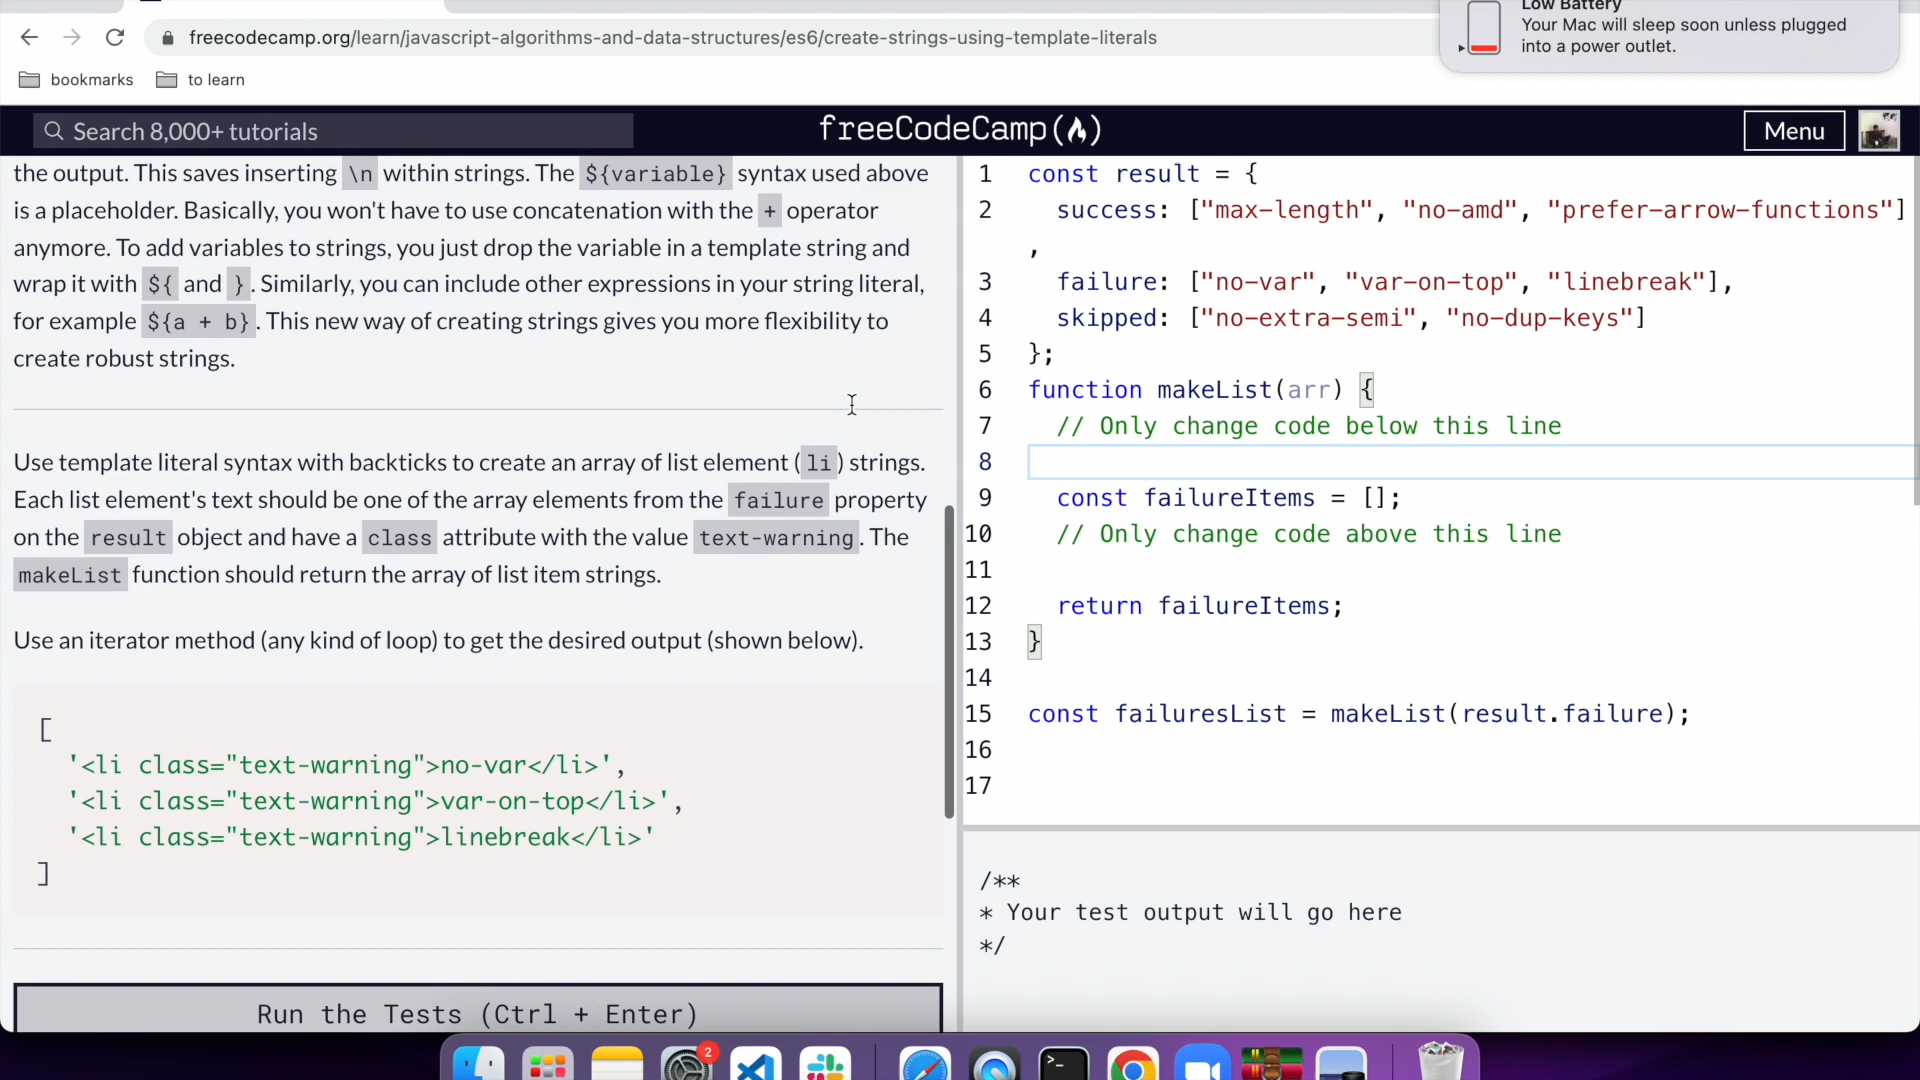 Low Battery
Your Mac will sleep soon unless plugged
into a power outlet.
freecodecamp.org/learn/javascript-algorithms-and-data-structures/es6/create-strings-using-template-literals
bookmarks to learn
Search 8,000+ tutorials
freeCodeCamp
Menu
the output. This saves inserting \n within strings. The ${variable} syntax used above
is a placeholder. Basically, you won't have to use concatenation with the + operator
anymore. To add variables to strings, you just drop the variable in a template string and
wrap it with ${ and }. Similarly, you can include other expressions in your string literal,
for example ${a + b}. This new way of creating strings gives you more flexibility to
create robust strings.
Use template literal syntax with backticks to create an array of list element (li) strings.
Each list element's text should be one of the array elements from the failure property
on the result object and have a class attribute with the value text-warning. The
makeList function should return the array of list item strings.
Use an iterator method (any kind of loop) to get the desired output (shown below).
[
'<li class="text-warning">no-var</li>',
'<li class="text-warning">var-on-top</li>',
'<li class="text-warning">linebreak</li>'
]
Run the Tests (Ctrl + Enter)
1 const result = {
2 success: ["max-length", "no-amd", "prefer-arrow-functions"]
,
3 failure: ["no-var", "var-on-top", "linebreak"],
4 skipped: ["no-extra-semi", "no-dup-keys"]
5 };
6 function makeList(arr) {
7 // Only change code below this line
8
9 const failureItems = [];
10 // Only change code above this line
11
12 return failureItems;
13 }
14
15 const failuresList = makeList(result.failure);
16
17
/**
* Your test output will go here
*/
2